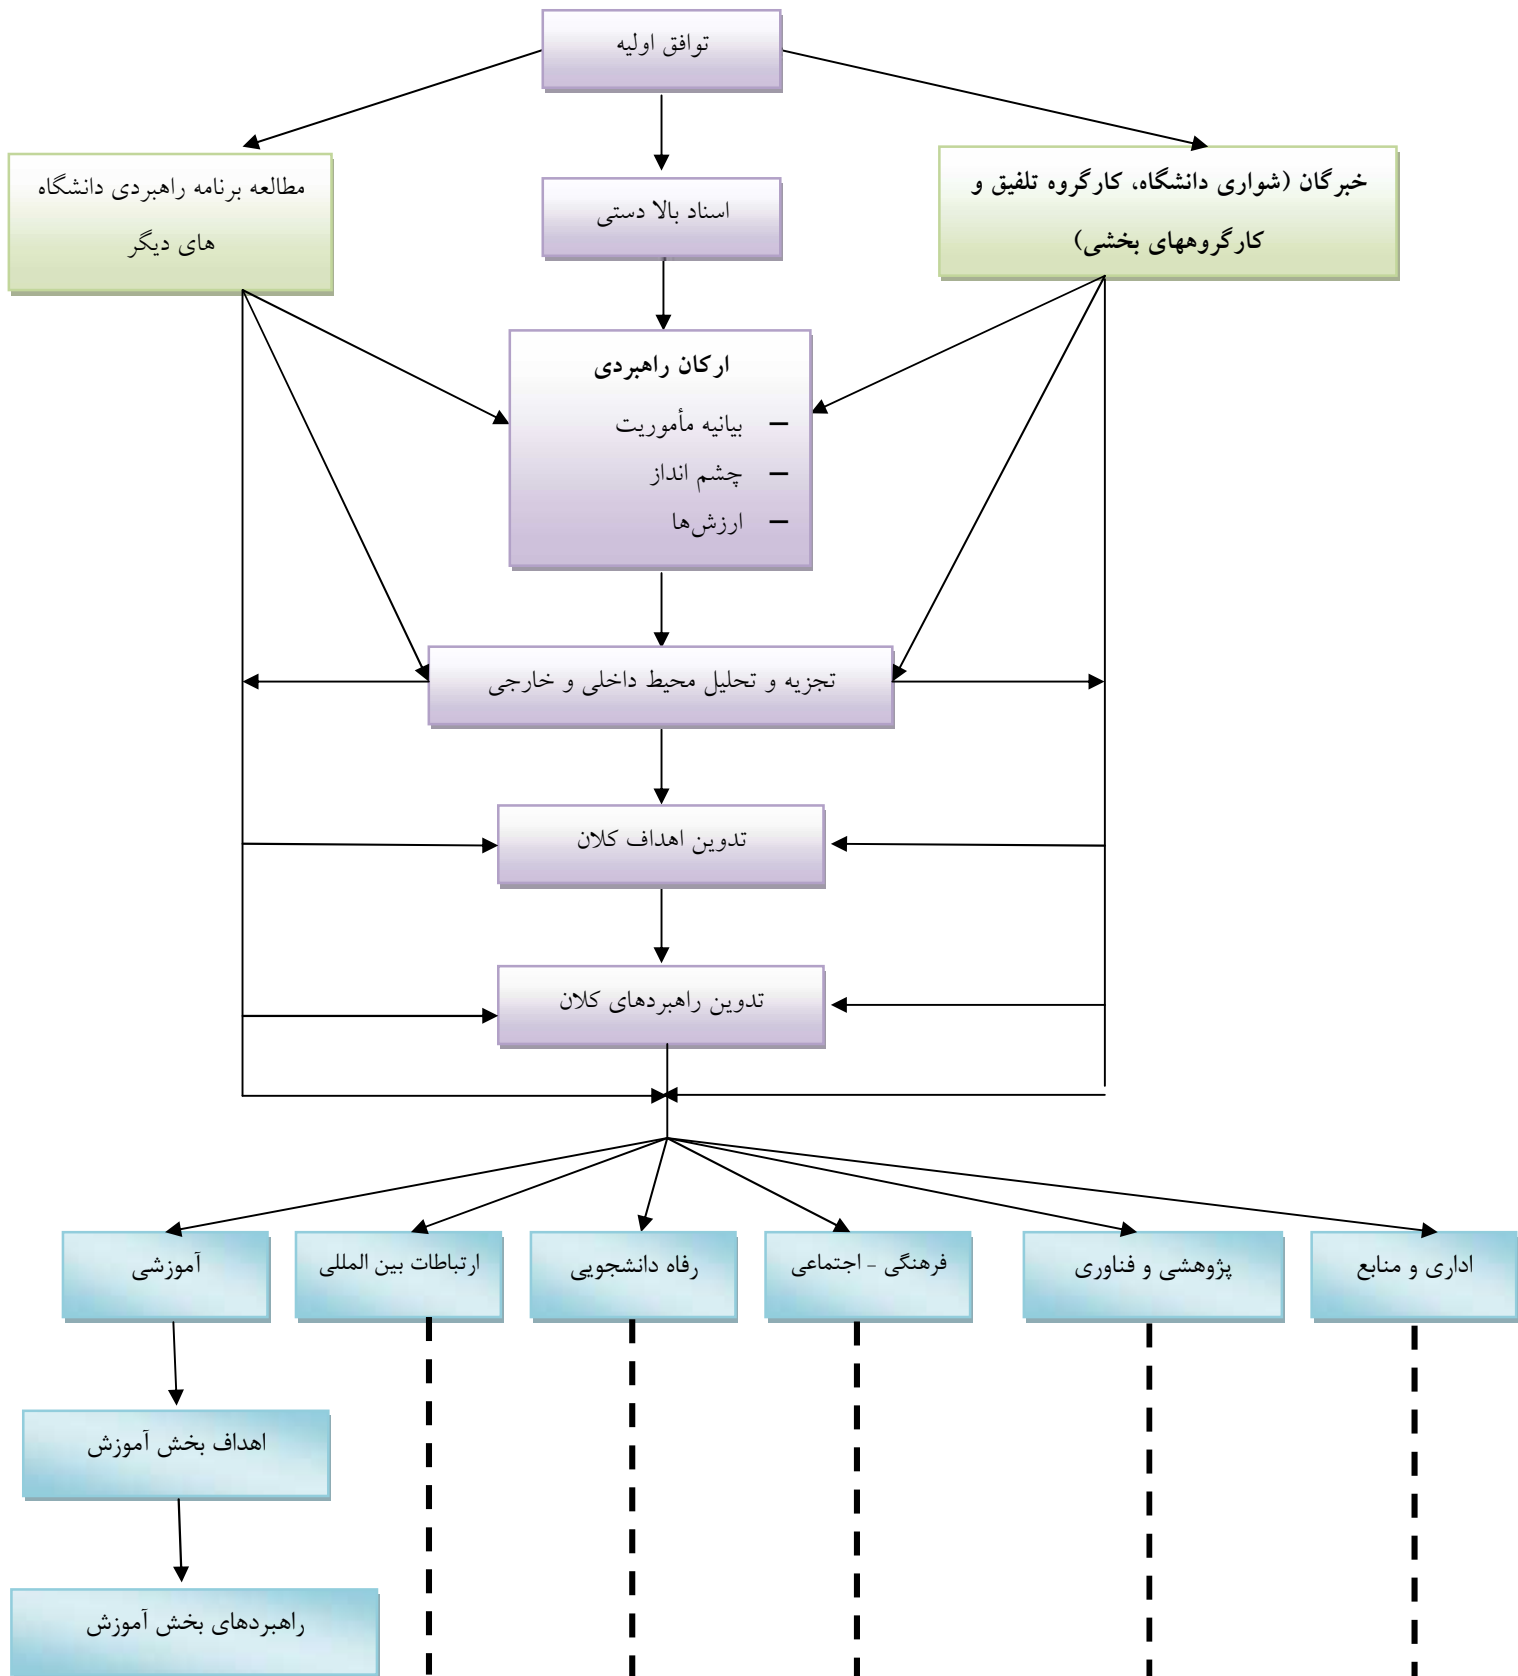 توافق اولیه
خبرگان (شواری دانشگاه، کارگروه تلفیق و
کارگروههای بخشی)
اسناد بالا دستی
مطالعه برنامه راهبردی دانشگاه
های دیگر
ارکان راهبردی
– بیانیه مأموریت
– چشم انداز
– ارزش‌ها
تجزیه و تحلیل محیط داخلی و خارجی
تدوین اهداف کلان
تدوین راهبردهای کلان
اداری و منابع
پژوهشی و فناوری
فرهنگی - اجتماعی
رفاه دانشجویی
ارتباطات بین المللی
آموزشی
اهداف بخش آموزش
راهبردهای بخش آموزش